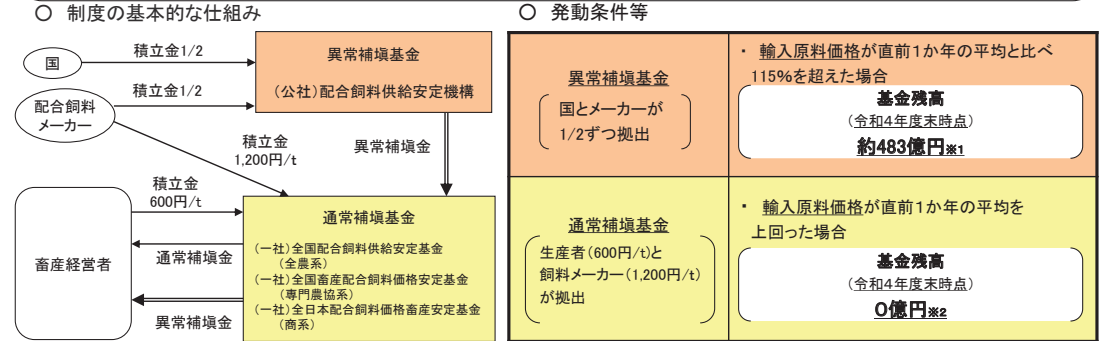 ○ 制度の基本的な仕組み
国
積立金1/2
配合飼料
メーカー
積立金1/2
異常補塡基金
(公社)配合飼料供給安定機構
積立金
1,200円/t
異常補塡金
畜産経営者
積立金
600円/t
通常補塡金
異常補塡金
通常補塡基金
(一社)全国配合飼料供給安定基金
(全農系)
(一社)全国畜産配合飼料価格安定基金
(専門農協系)
(一社)全日本配合飼料価格畜産安定基金
(商系)
○ 発動条件等
異常補塡基金
国とメーカーが
1/2ずつ拠出
・ 輸入原料価格が直前1か年の平均と比べ
115%を超えた場合
基金残高
(令和4年度末時点)
約483億円※1
通常補塡基金
生産者(600円/t)と
飼料メーカー(1,200円/t)
が拠出
・ 輸入原料価格が直前1か年の平均を
上回った場合
基金残高
(令和4年度末時点)
0億円※2